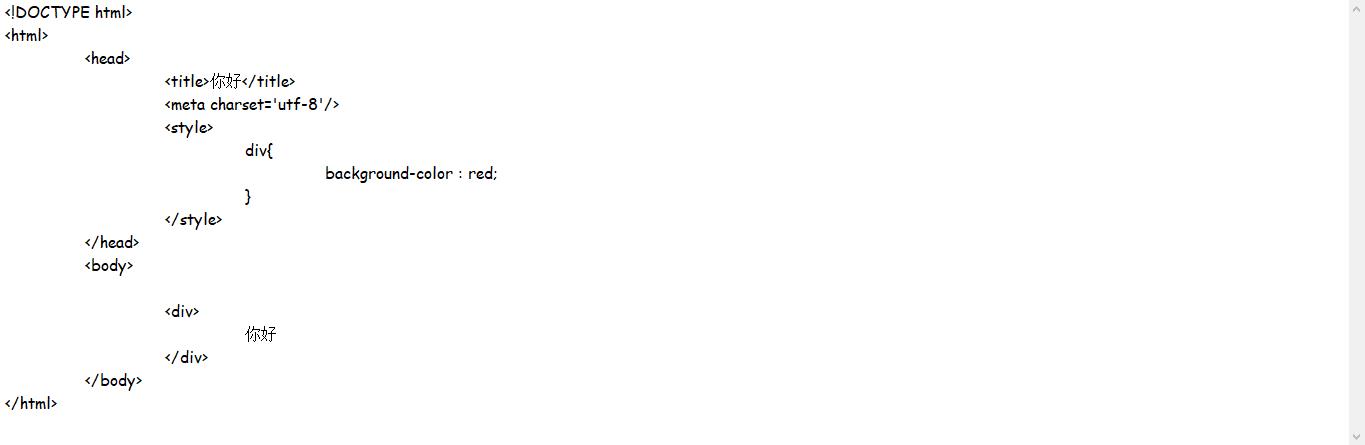 <!DOCTYPE html>
<html>
<head>
<title>你好</title>
<meta charset='utf-8'/>
<style>
div{
background-color : red;
}
</style>
</head>
<body>
<div>
你好
</div>
</body>
</html>